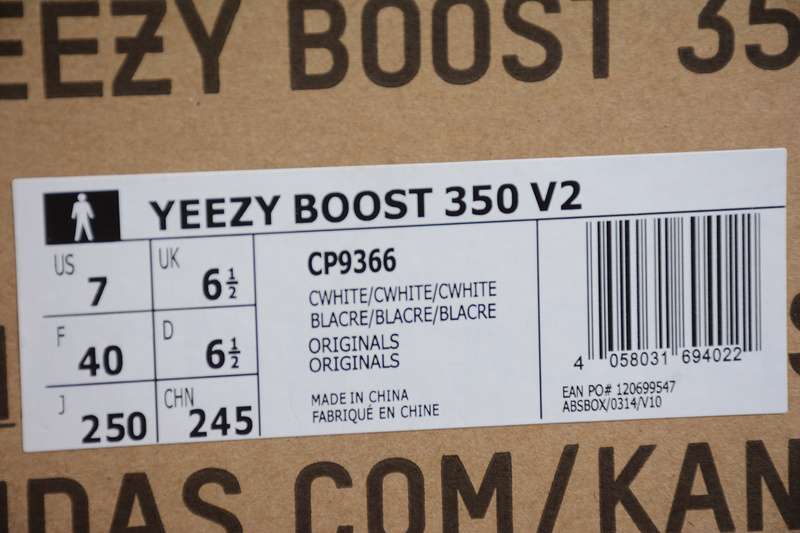 EEZY BOOST 35
YEEZY BOOST 350 V2
US 7
UK 6½
F 40
D 6½
J 250
CHN 245
CP9366
CWHITE/CWHITE/CWHITE
BLACRE/BLACRE/BLACRE
ORIGINALS
ORIGINALS
MADE IN CHINA
FABRIQUÉ EN CHINE
4 058031 694022
EAN PO# 120699547
ABSBOX/0314/V10
IDAS.COM/KAN